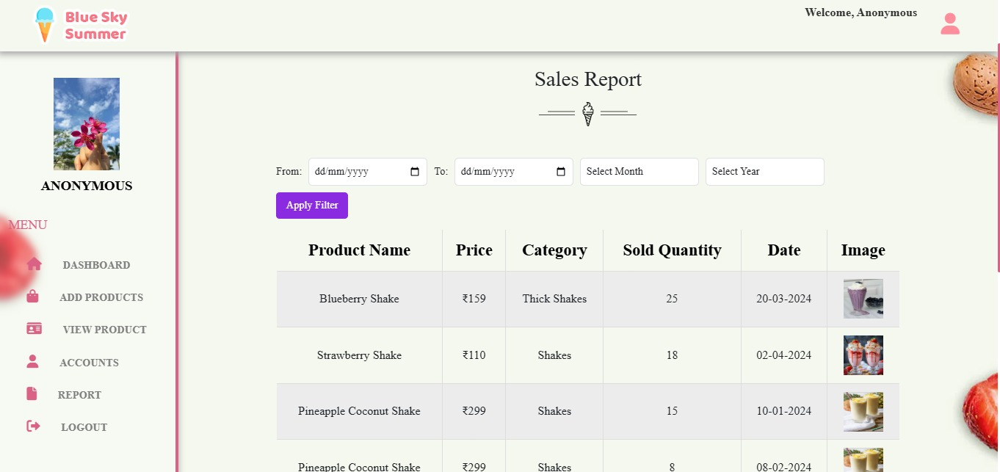 Blue Sky
Summer
Welcome, Anonymous
ANONYMOUS
MENU
DASHBOARD
ADD PRODUCTS
VIEW PRODUCT
ACCOUNTS
REPORT
LOGOUT
Sales Report
From: dd/mm/yyyy To: dd/mm/yyyy Select Month Select Year
Apply Filter
Product Name Price Category Sold Quantity Date Image
Blueberry Shake ₹159 Thick Shakes 25 20-03-2024
Strawberry Shake ₹110 Shakes 18 02-04-2024
Pineapple Coconut Shake ₹299 Shakes 15 10-01-2024
Pineapple Coconut Shake ₹299 Shakes 8 08-02-2024